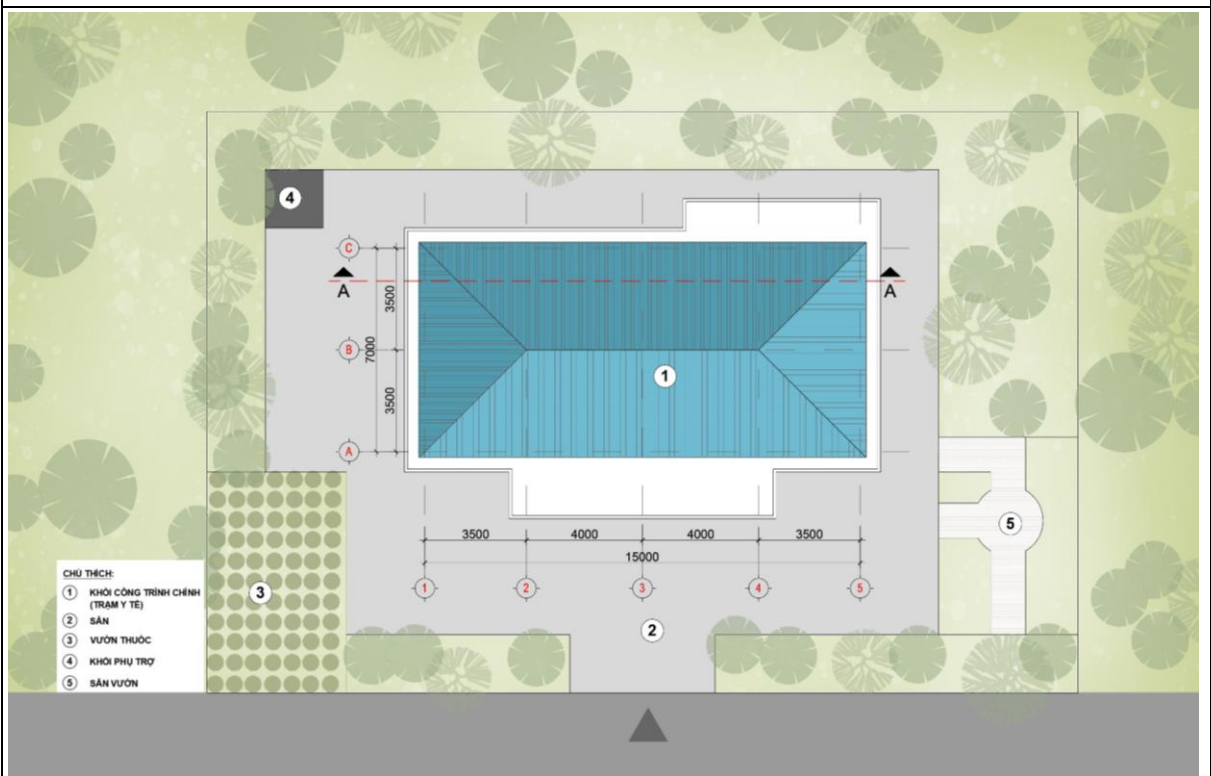 4
C
A
A
3500
B
7000
1
3500
A
5
3500
4000
4000
3500
15000
1
2
3
4
5
3
2
CHÚ THÍCH:
1 KHỐI CÔNG TRÌNH CHÍNH
(TRẠM Y TẾ)
2 SÂN
3 VƯỜN THUỐC
4 KHỐI PHỤ TRỢ
5 SÂN VƯỜN